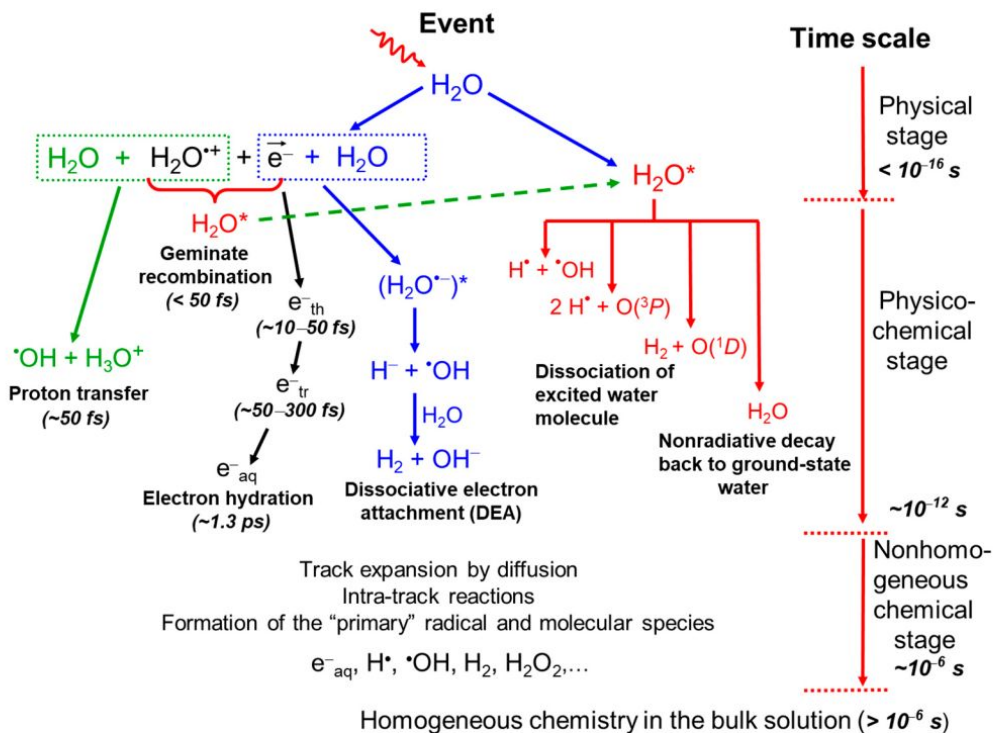 Event
Time scale
H₂O
Physical
stage
< 10⁻¹⁶ s
H₂O + H₂O•⁺ + e⃗⁻ + H₂O
H₂O*
H₂O*
Geminate
recombination
(< 50 fs)
H• + •OH
2 H• + O(³P)
H₂ + O(¹D)
H₂O
Dissociation of
excited water
molecule
Nonradiative decay
back to ground-state
water
Physico-
chemical stage
~10⁻¹² s
•OH + H₃O⁺
Proton transfer
(~50 fs)
e⁻th
(~10–50 fs)
e⁻tr
(~50–300 fs)
e⁻aq
Electron hydration
(~1.3 ps)
(H₂O•⁻)*
H⁻ + •OH
H₂O
H₂ + OH⁻
Dissociative electron
attachment (DEA)
Track expansion by diffusion
Intra-track reactions
Formation of the “primary” radical and molecular species
e⁻aq, H•, •OH, H₂, H₂O₂,…
Nonhomo-
geneous
chemical
stage
~10⁻⁶ s
Homogeneous chemistry in the bulk solution (> 10⁻⁶ s)